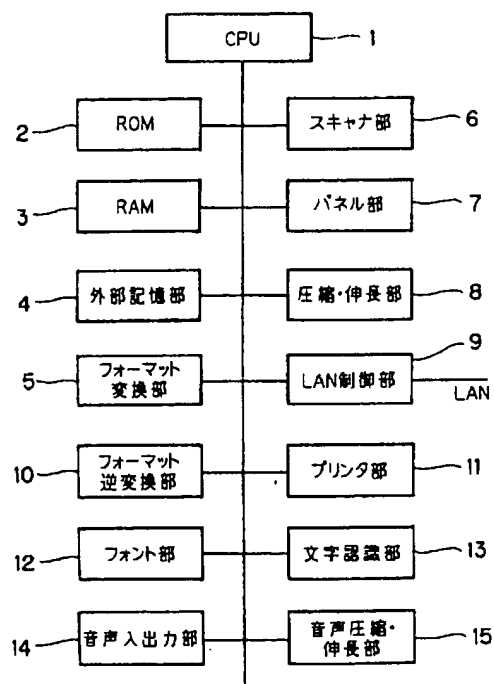 CPU
1
2
ROM
スキャナ部
6
3
RAM
パネル部
7
4
外部記憶部
圧縮・伸長部
8
5
フォーマット
変換部
LAN制御部
9
LAN
10
フォーマット
逆変換部
プリンタ部
11
12
フォント部
文字認識部
13
14
音声入出力部
音声圧縮・
伸長部
15